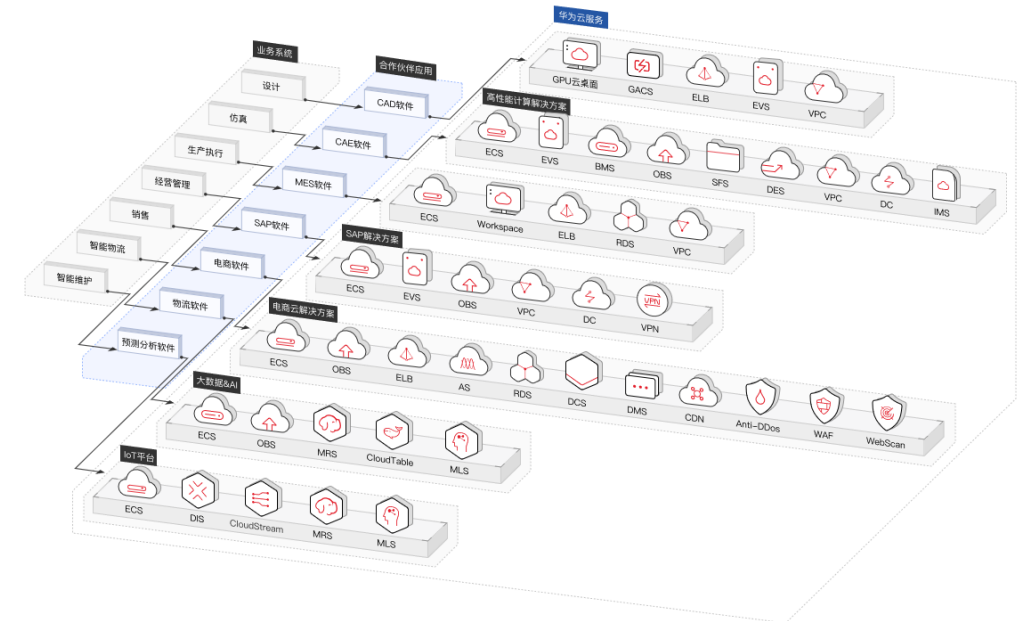 华为云服务
业务系统
设计
仿真
生产执行
经营管理
销售
智能物流
智能维护
合作伙伴应用
CAD软件
CAE软件
MES软件
SAP软件
电商软件
物流软件
预测分析软件
GPU云桌面
GACS
ELB
EVS
VPC
高性能计算解决方案
ECS
EVS
BMS
OBS
SFS
DES
VPC
DC
IMS
ECS
Workspace
ELB
RDS
VPC
SAP解决方案
ECS
EVS
OBS
VPC
DC
VPN
VPN
电商云解决方案
ECS
OBS
ELB
AS
RDS
DCS
DMS
CDN
Anti-DDos
WAF
WebScan
大数据&AI
ECS
OBS
MRS
CloudTable
MLS
IoT平台
ECS
DIS
CloudStream
MRS
MLS